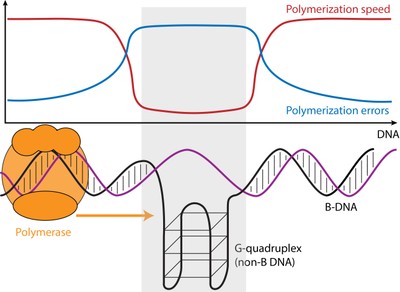 Polymerization speed
Polymerization errors
DNA
B-DNA
Polymerase
G-quadruplex
(non-B DNA)